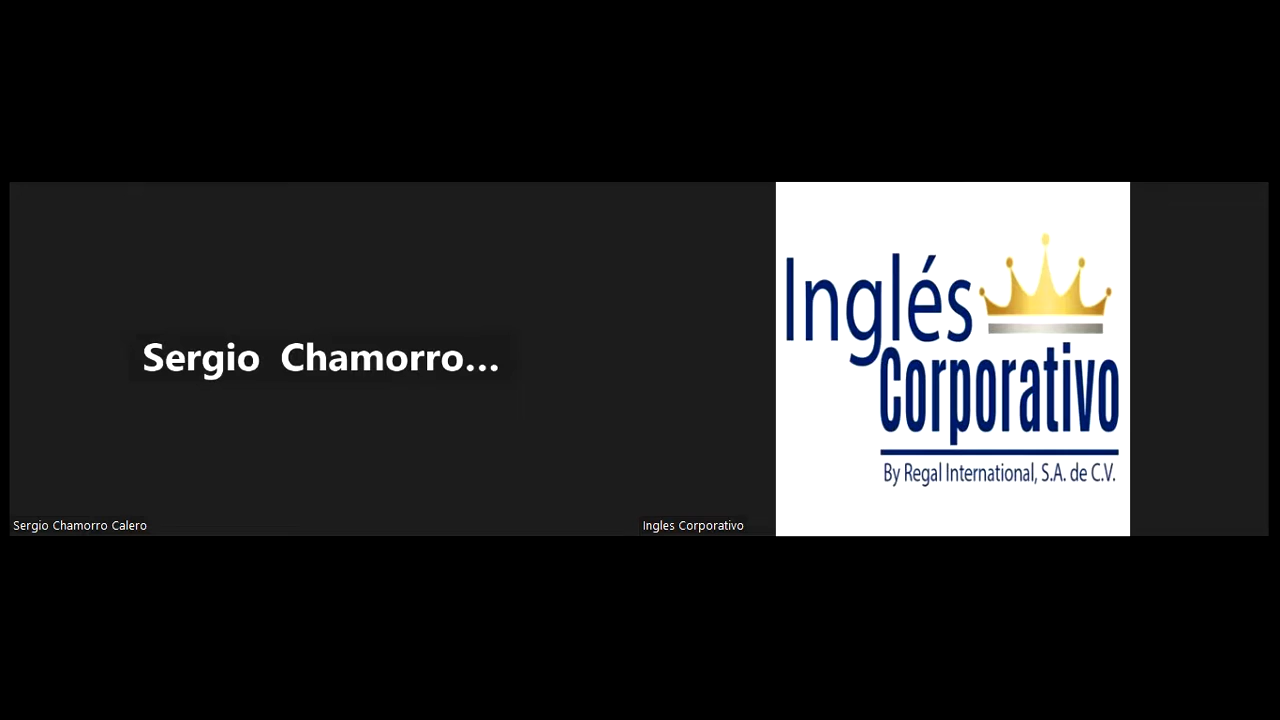 Sergio Chamorro...
Sergio Chamorro Calero
Inglés
Corporativo
By Regal International, S.A. de C.V.
Ingles Corporativo